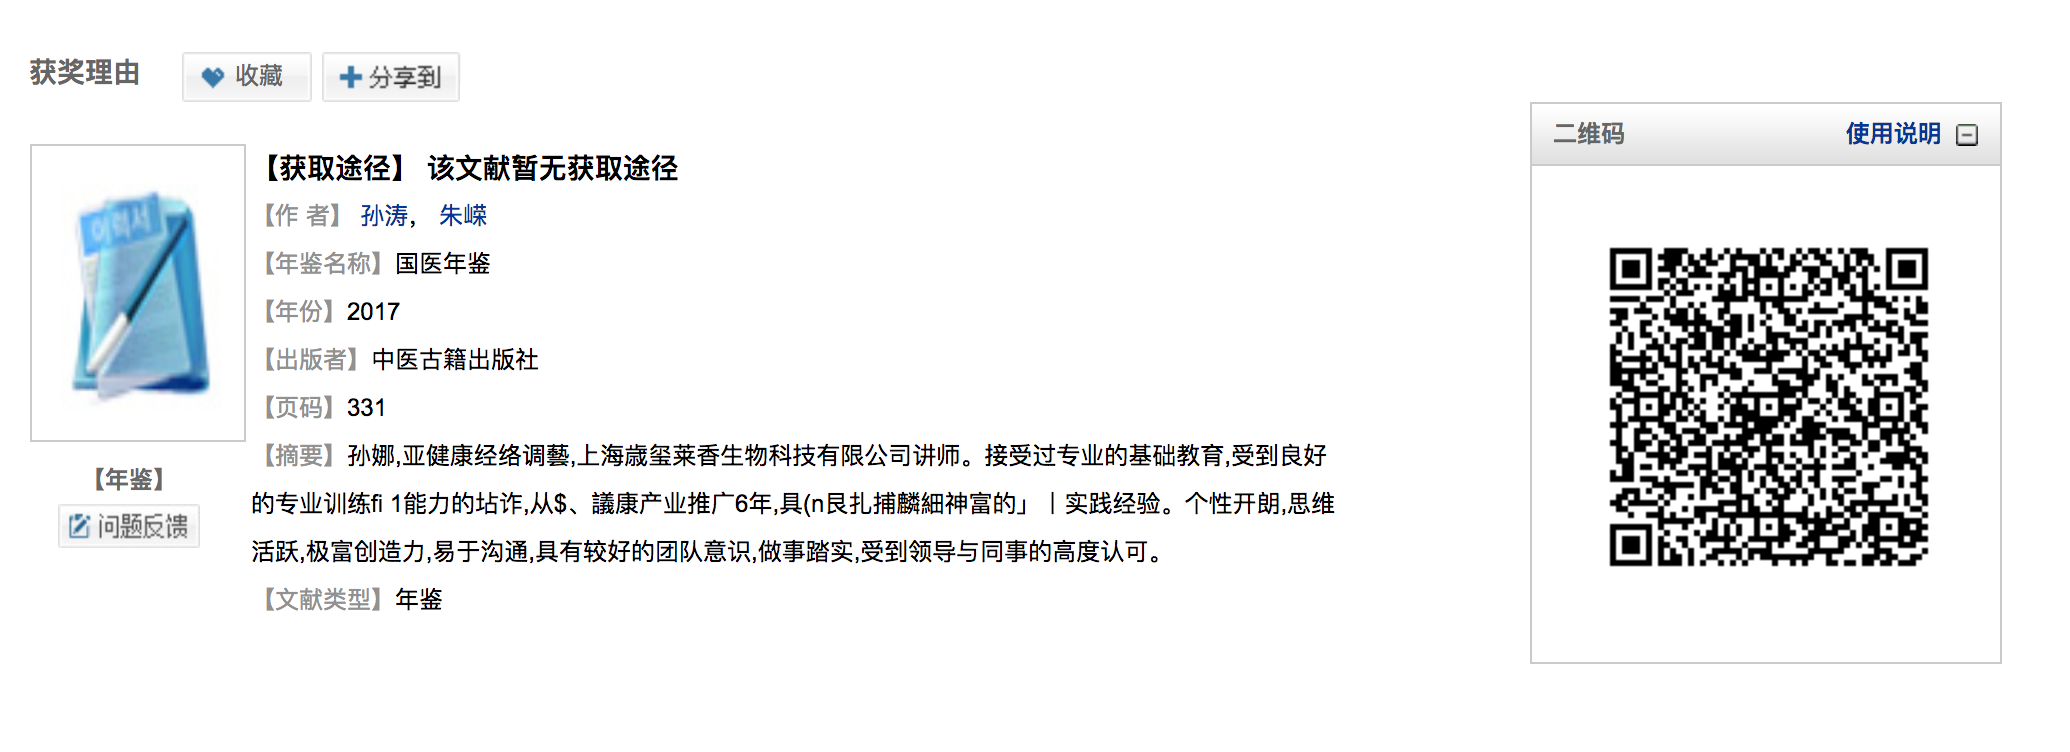 获奖理由
收藏
分享到
【获取途径】 该文献暂无获取途径
【作 者】 孙涛， 朱嵘
【年鉴名称】国医年鉴
【年份】2017
【出版者】中医古籍出版社
【页码】331
【摘要】孙娜,亚健康经络调藝,上海歳玺莱香生物科技有限公司讲师。接受过专业的基础教育,受到良好
的专业训练fi 1能力的坫诈,从$、議康产业推广6年,具(n艮扎捕麟細神富的」丨实践经验。个性开朗,思维
活跃,极富创造力,易于沟通,具有较好的团队意识,做事踏实,受到领导与同事的高度认可。
【文献类型】年鉴
이력서
【年鉴】
问题反馈
二维码
使用说明